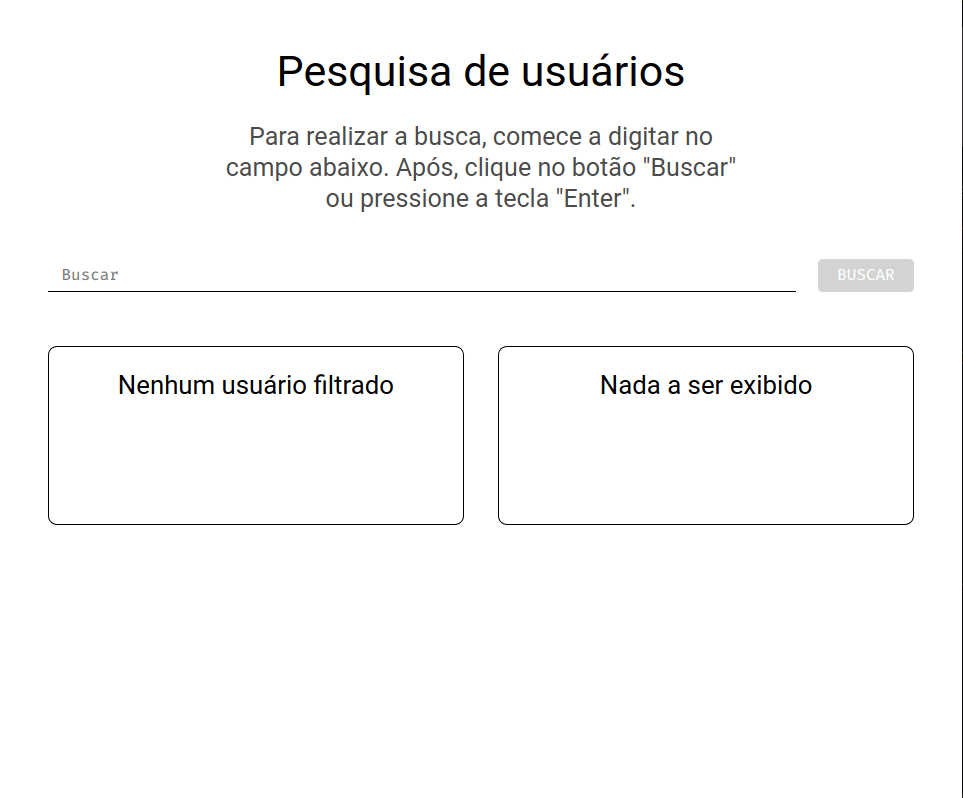 Pesquisa de usuários
Para realizar a busca, comece a digitar no
campo abaixo. Após, clique no botão "Buscar"
ou pressione a tecla "Enter".
Buscar
BUSCAR
Nenhum usuário filtrado
Nada a ser exibido